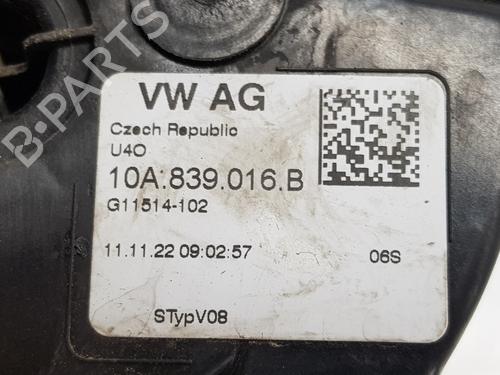 VW AG
Czech Republic
U4O
10A.839.016.B
G11514-102
11.11.22 09:02:57 06S
STypV08
B-PARTS